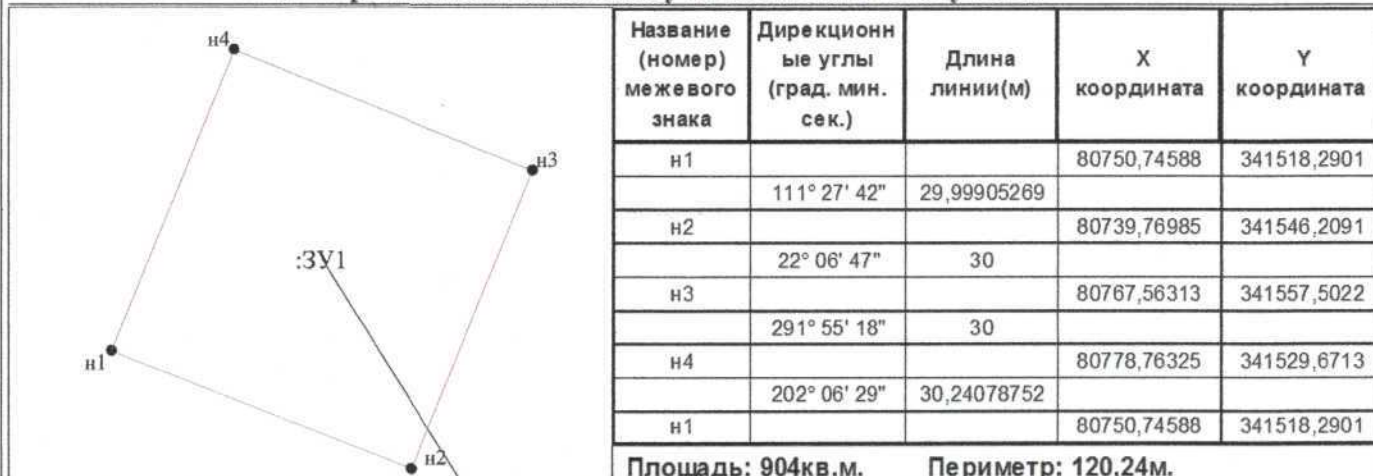 н4
н3
:ЗУ1
н1
н2
Название (номер) межевого знака | Дирекционн ые углы (град. мин. сек.) | Длина линии(м) | X координата | Y координата
н1 | | | 80750,74588 | 341518,2901
| 111° 27' 42" | 29,99905269 | |
н2 | | | 80739,76985 | 341546,2091
| 22° 06' 47" | 30 | |
н3 | | | 80767,56313 | 341557,5022
| 291° 55' 18" | 30 | |
н4 | | | 80778,76325 | 341529,6713
| 202° 06' 29" | 30,24078752 | |
н1 | | | 80750,74588 | 341518,2901
Площадь: 904кв.м. Периметр: 120,24м.